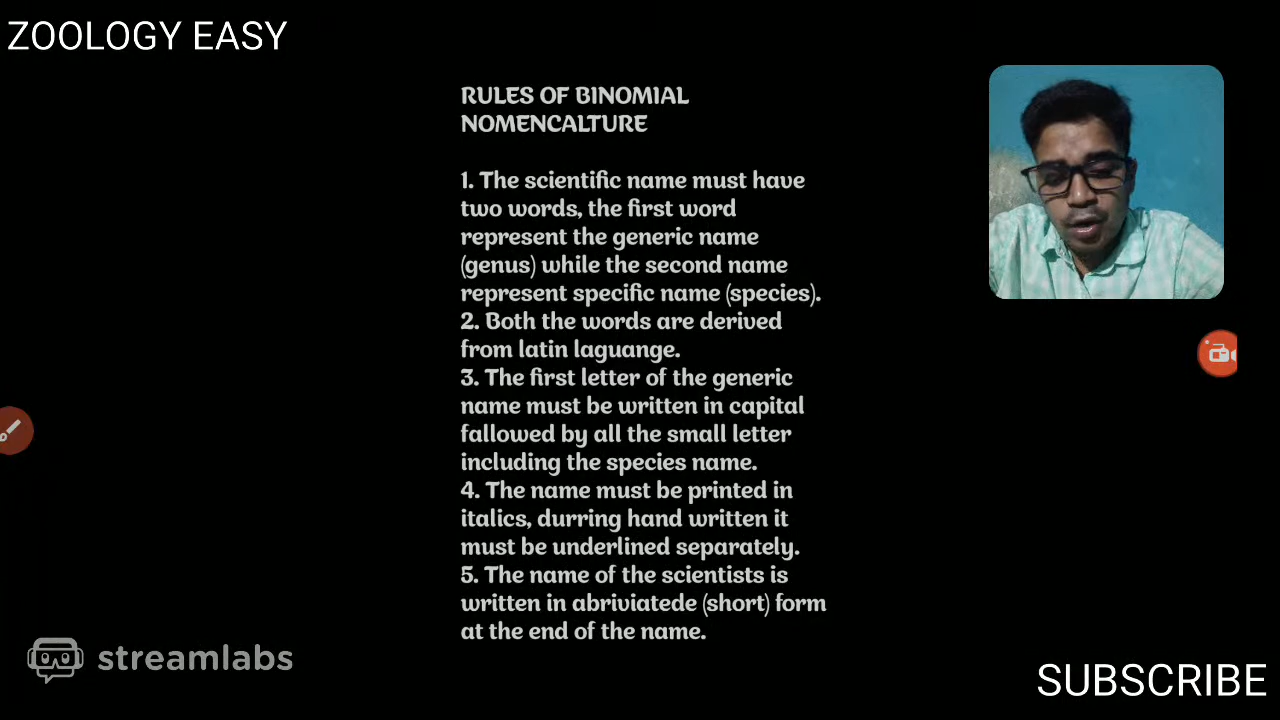 ZOOLOGY EASY
RULES OF BINOMIAL
NOMENCALTURE
1. The scientific name must have
two words, the first word
represent the generic name
(genus) while the second name
represent specific name (species).
2. Both the words are derived
from latin laguange.
3. The first letter of the generic
name must be written in capital
fallowed by all the small letter
including the species name.
4. The name must be printed in
italics, durring hand written it
must be underlined separately.
5. The name of the scientists is
written in abriviatede (short) form
at the end of the name.
streamlabs
SUBSCRIBE